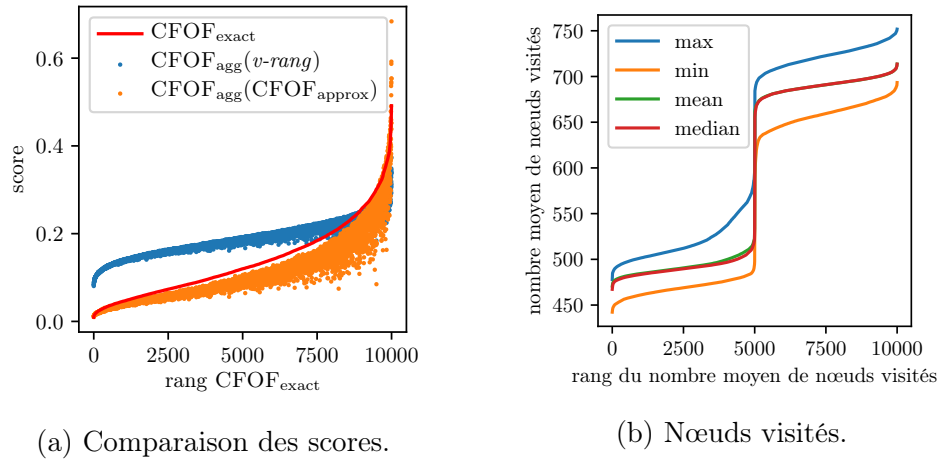 CFOF_exact
CFOF_agg(v-rang)
CFOF_agg(CFOF_approx)
score
0.6
0.4
0.2
0.0
0 2500 5000 7500 10000
rang CFOF_exact
(a) Comparaison des scores.
max
min
mean
median
nombre moyen de nœuds visités
750
700
650
600
550
500
450
0 2500 5000 7500 10000
rang du nombre moyen de nœuds visités
(b) Nœuds visités.